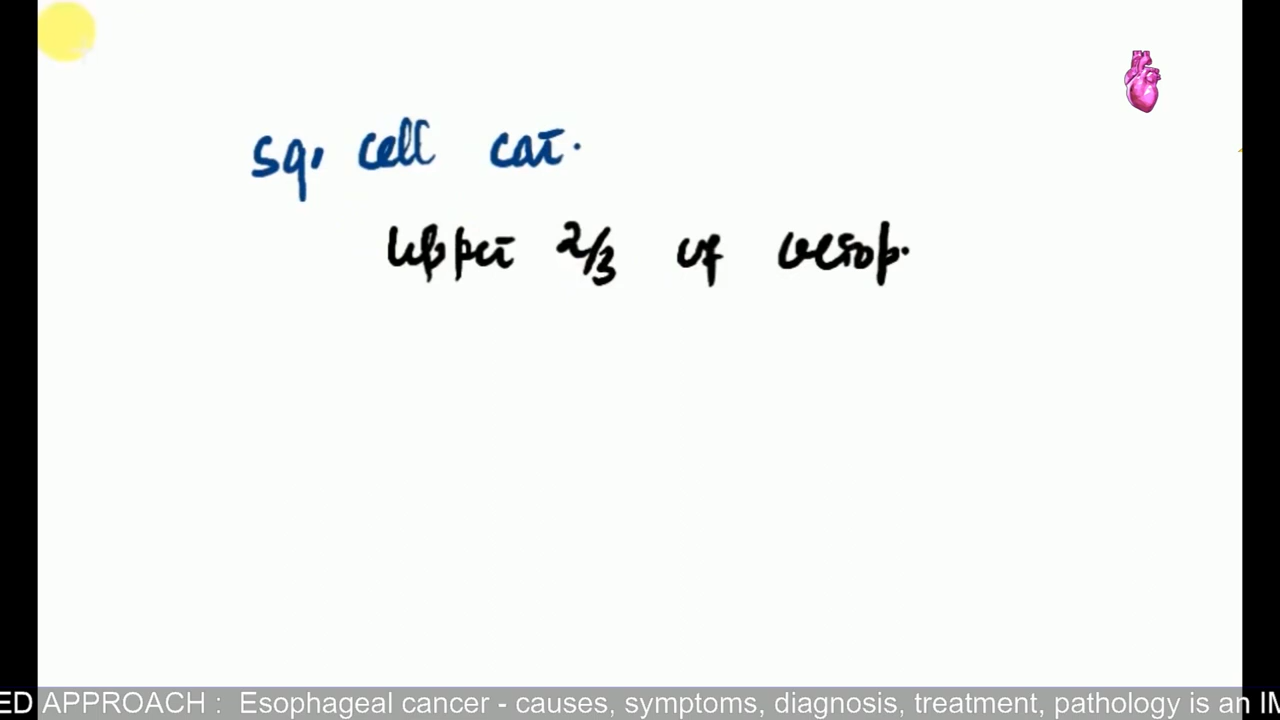 sq. cell car.
upper 2/3 of oesop.
ED APPROACH : Esophageal cancer - causes, symptoms, diagnosis, treatment, pathology is an IM